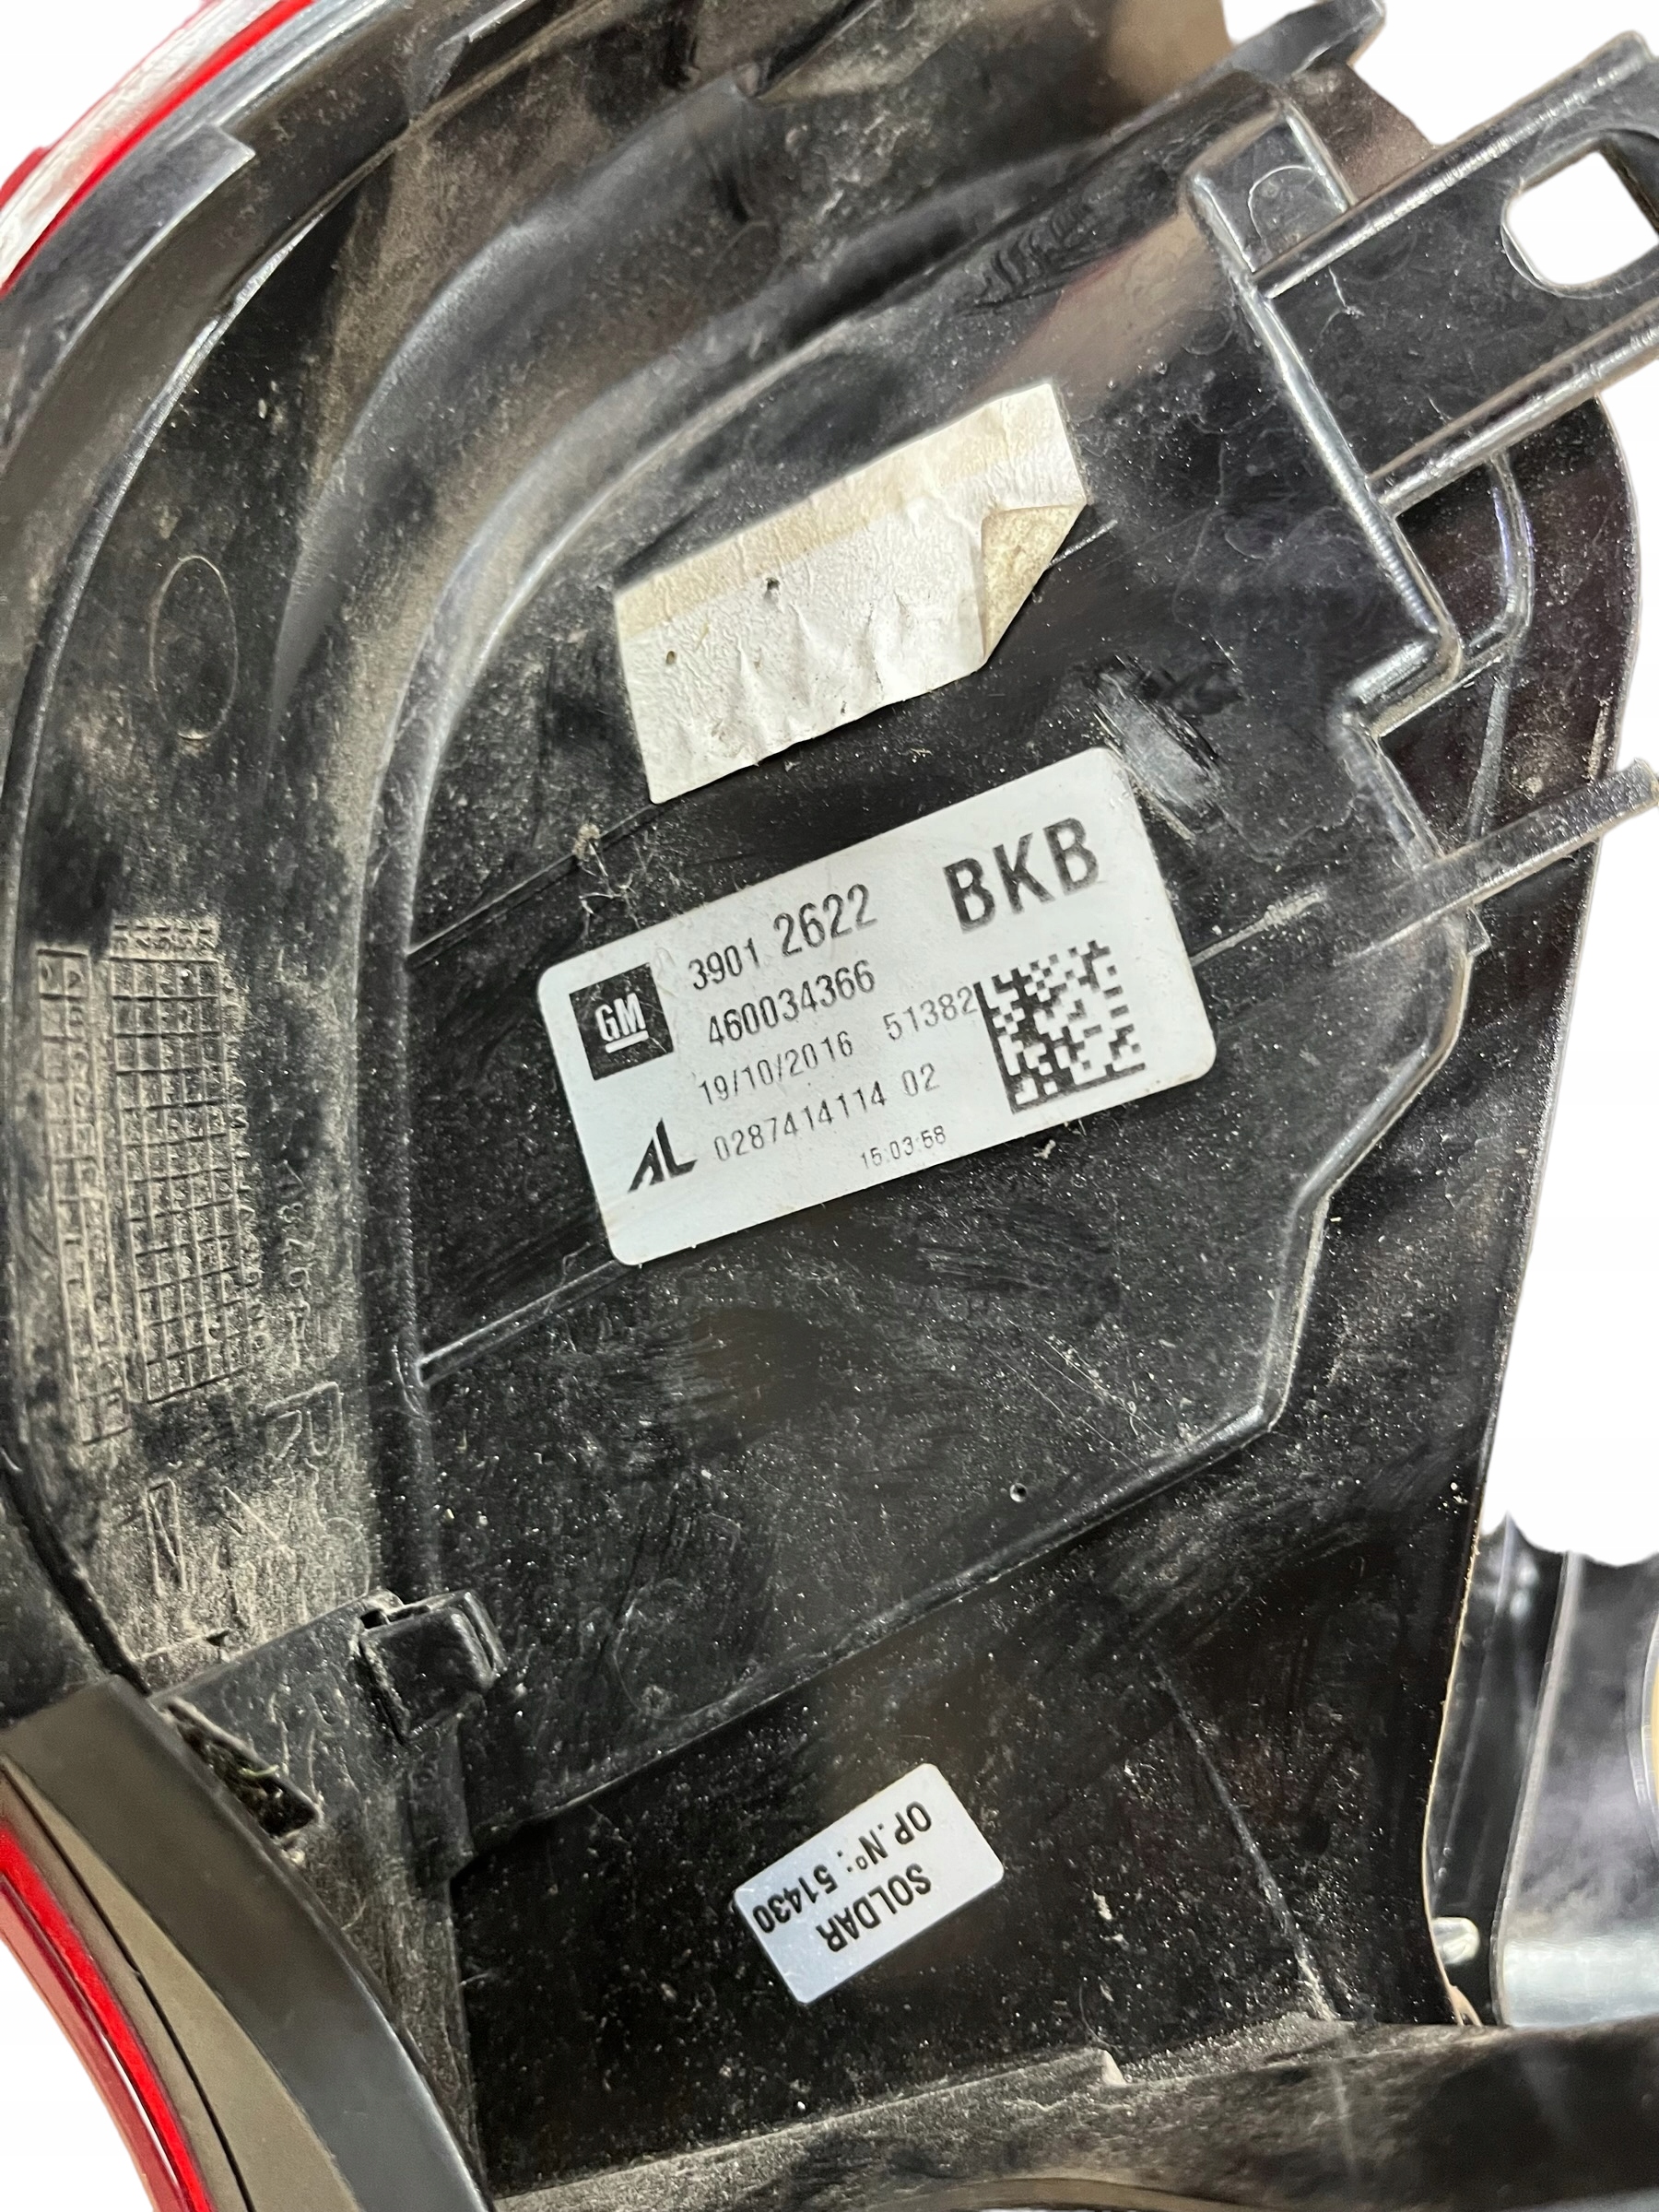 3901 2622 BKB
GM
460034366
19/10/2016 51382
AL 0287414114 02
15:03:58
SOLDAR
OP.Nº: 51430